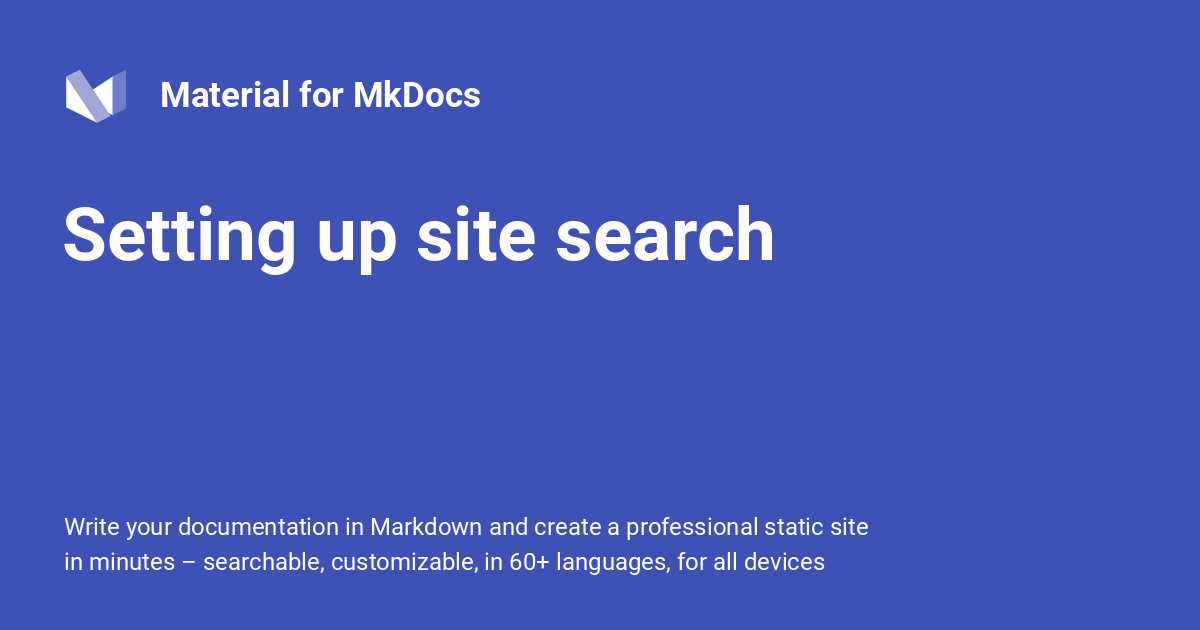 Material for MkDocs
Setting up site search
Write your documentation in Markdown and create a professional static site
in minutes – searchable, customizable, in 60+ languages, for all devices